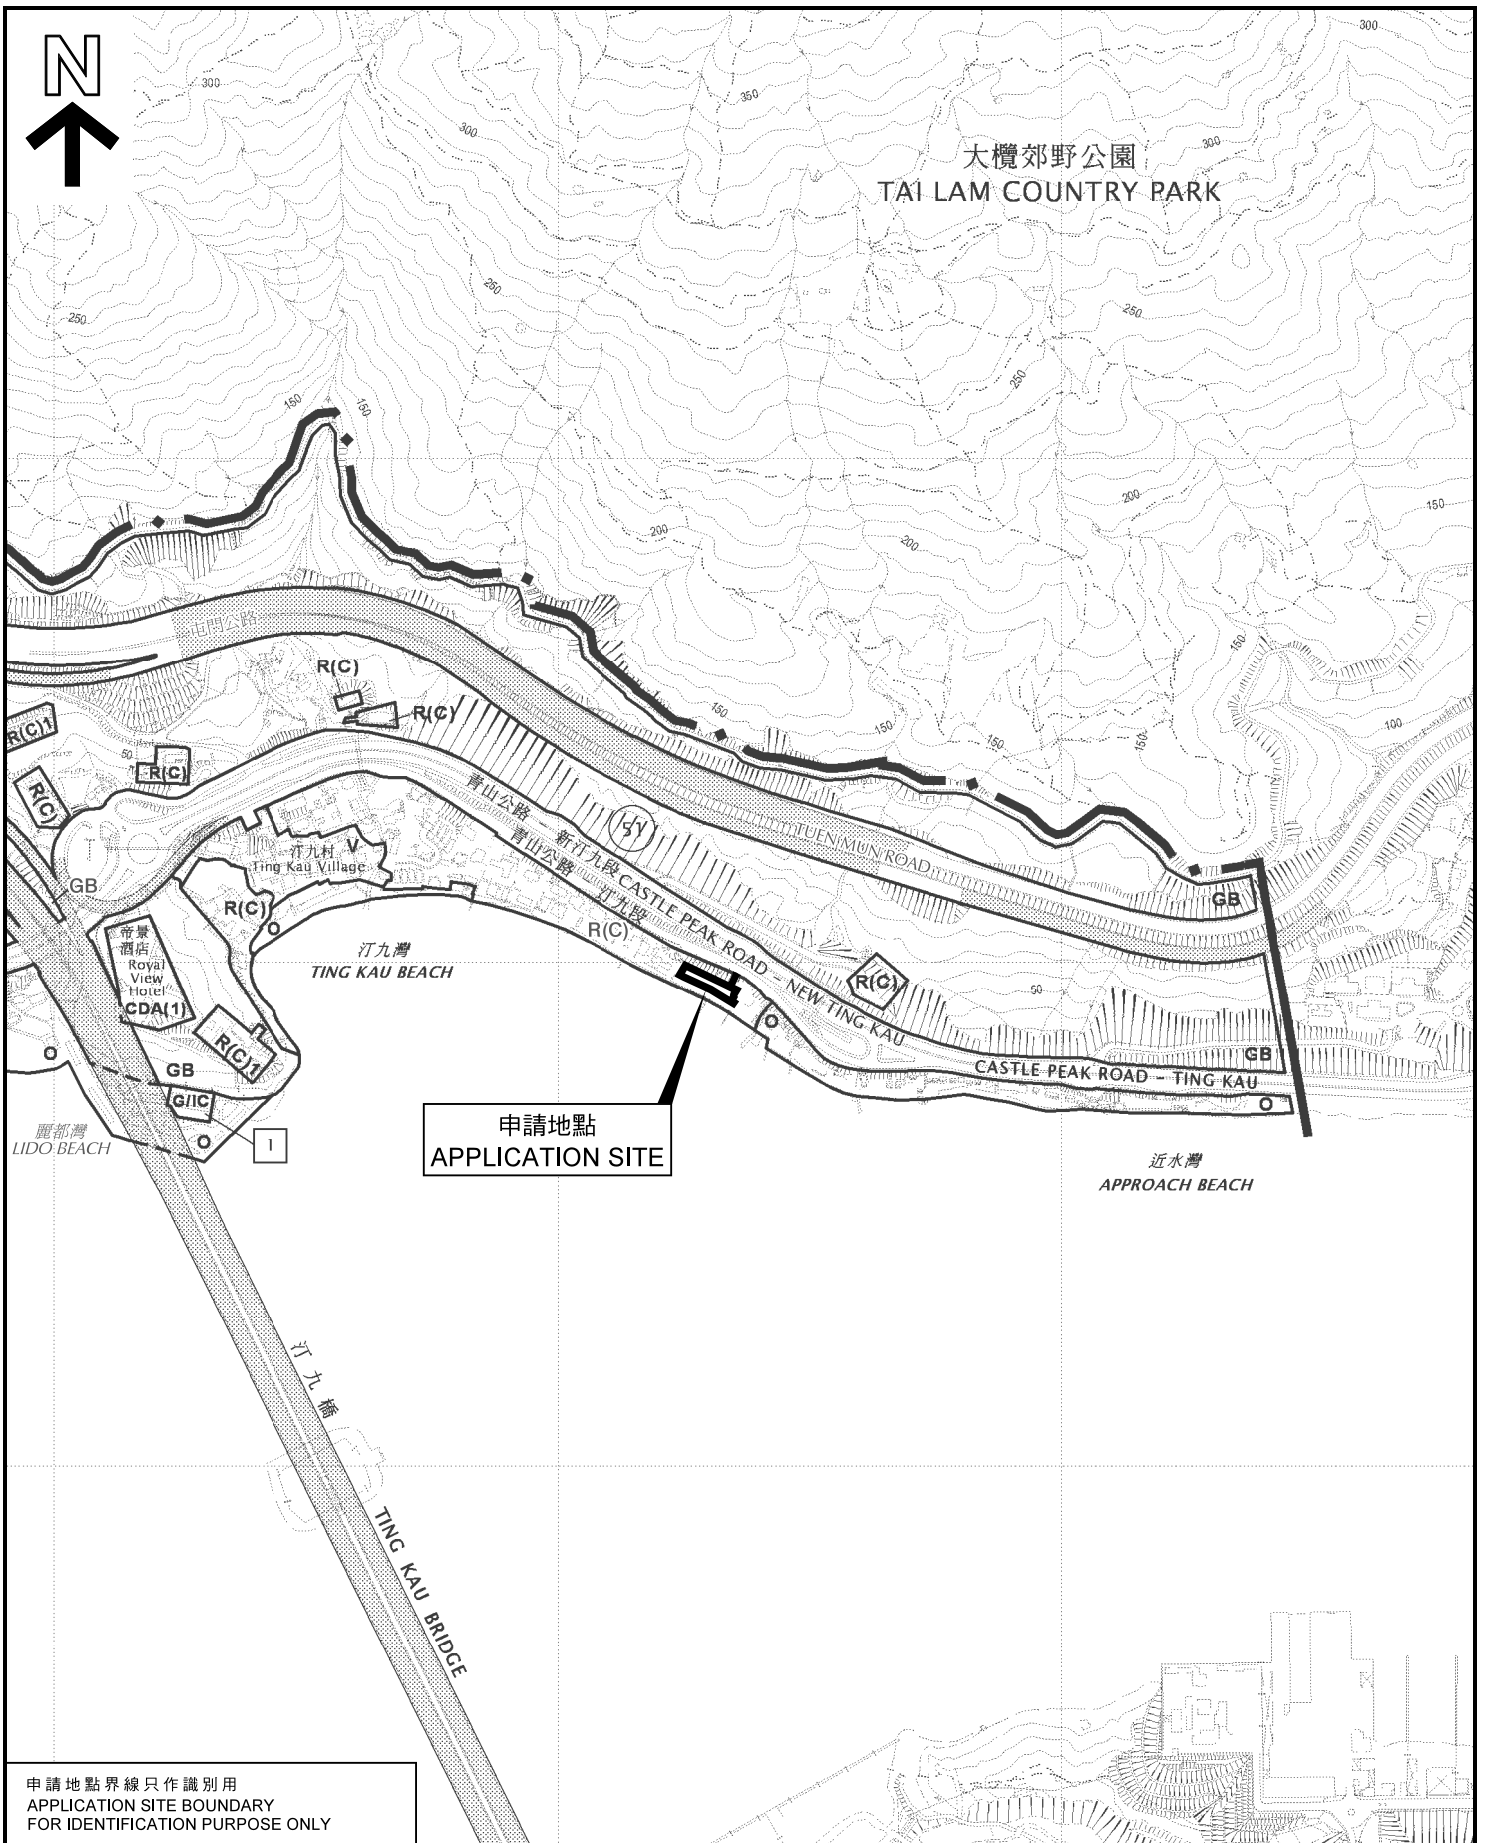 N
300
300
350
300
300
大欖郊野公園
TAI LAM COUNTRY PARK
250
250
250
250
150
150
200
150
200
200
屯門公路
150
R(C)
R(C)
R(C)1
150
150
150
150
100
50
R(C)
R(C)
青山公路 - 新汀九段 CASTLE PEAK ROAD - NEW TING KAU
青山公路 - 汀九段
TUEN MUN ROAD
汀九村
V
Ting Kau Village
GB
GB
R(C)
O
R(C)
帝景
酒店
Royal
View
Hotel
CDA(1)
汀九灣
TING KAU BEACH
R(C)
50
O
R(C)1
O
GB
GB
CASTLE PEAK ROAD - TING KAU
G/IC
O
1
O
麗都灣
LIDO BEACH
申請地點
APPLICATION SITE
近水灣
APPROACH BEACH
汀九橋
TING KAU BRIDGE
申請地點界線只作識別用
APPLICATION SITE BOUNDARY
FOR IDENTIFICATION PURPOSE ONLY